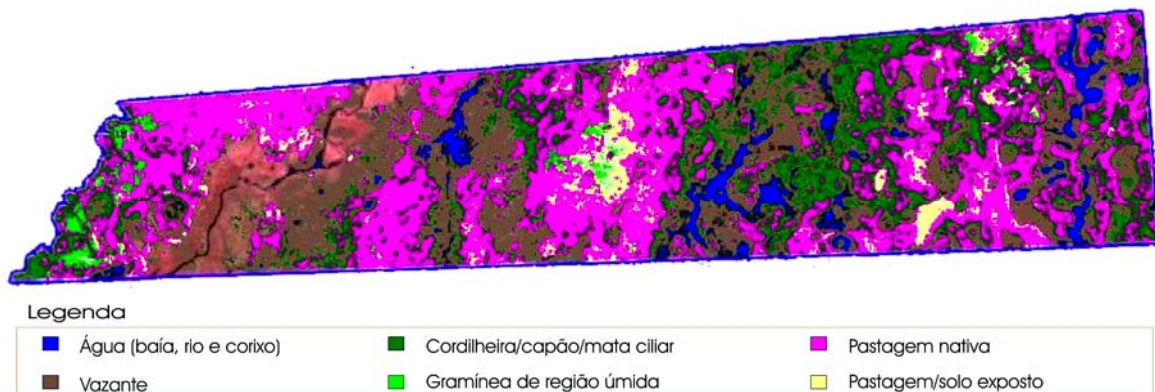 Legenda
Água (baía, rio e corixo) Cordilheira/capão/mata ciliar Pastagem nativa
Vazante Gramínea de região úmida Pastagem/solo exposto